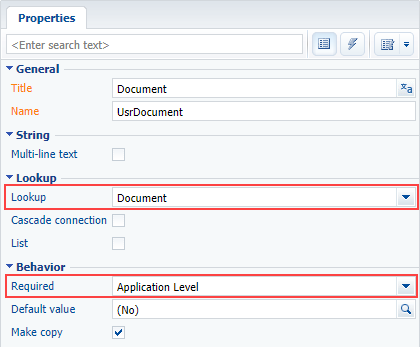 Properties
<Enter search text>
General
Title Document
Name UsrDocument
String
Multi-line text
Lookup
Lookup Document
Cascade connection
List
Behavior
Required Application Level
Default value (No)
Make copy